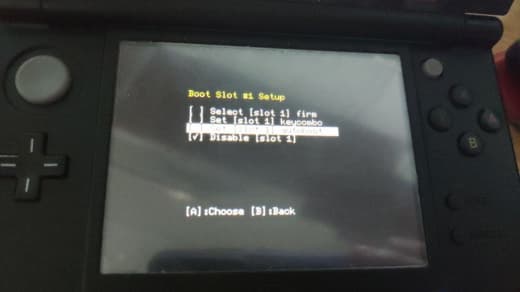 Boot Slot #1 Setup
[ ] Select [slot 1] firm
[ ] Set [slot 1] keycombo
[√] Disable [slot 1]
[A]:Choose [B]:Back
B